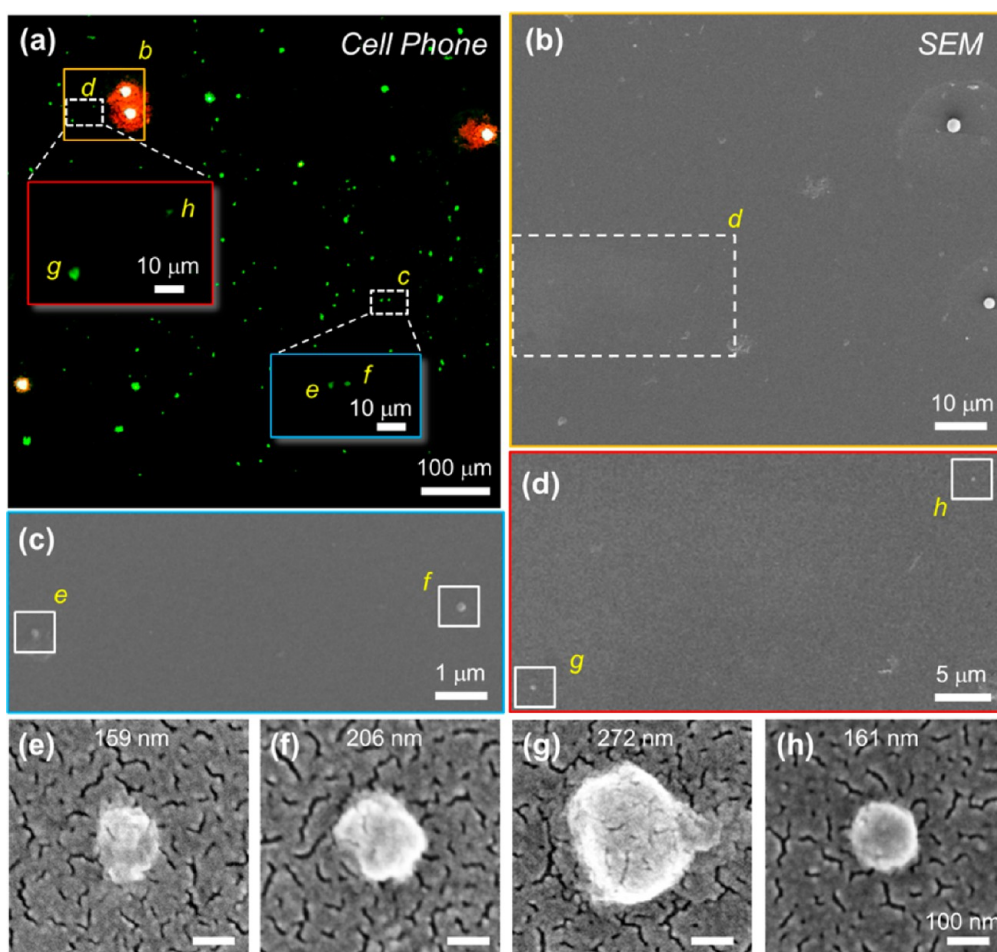 (a) Cell Phone
b
d
h
10 μm
g
c
e f
10 μm
100 μm
(b) SEM
d
10 μm
(c)
e
f
1 μm
(d)
h
g
5 μm
(e) 159 nm
(f) 206 nm
(g) 272 nm
(h) 161 nm
100 nm